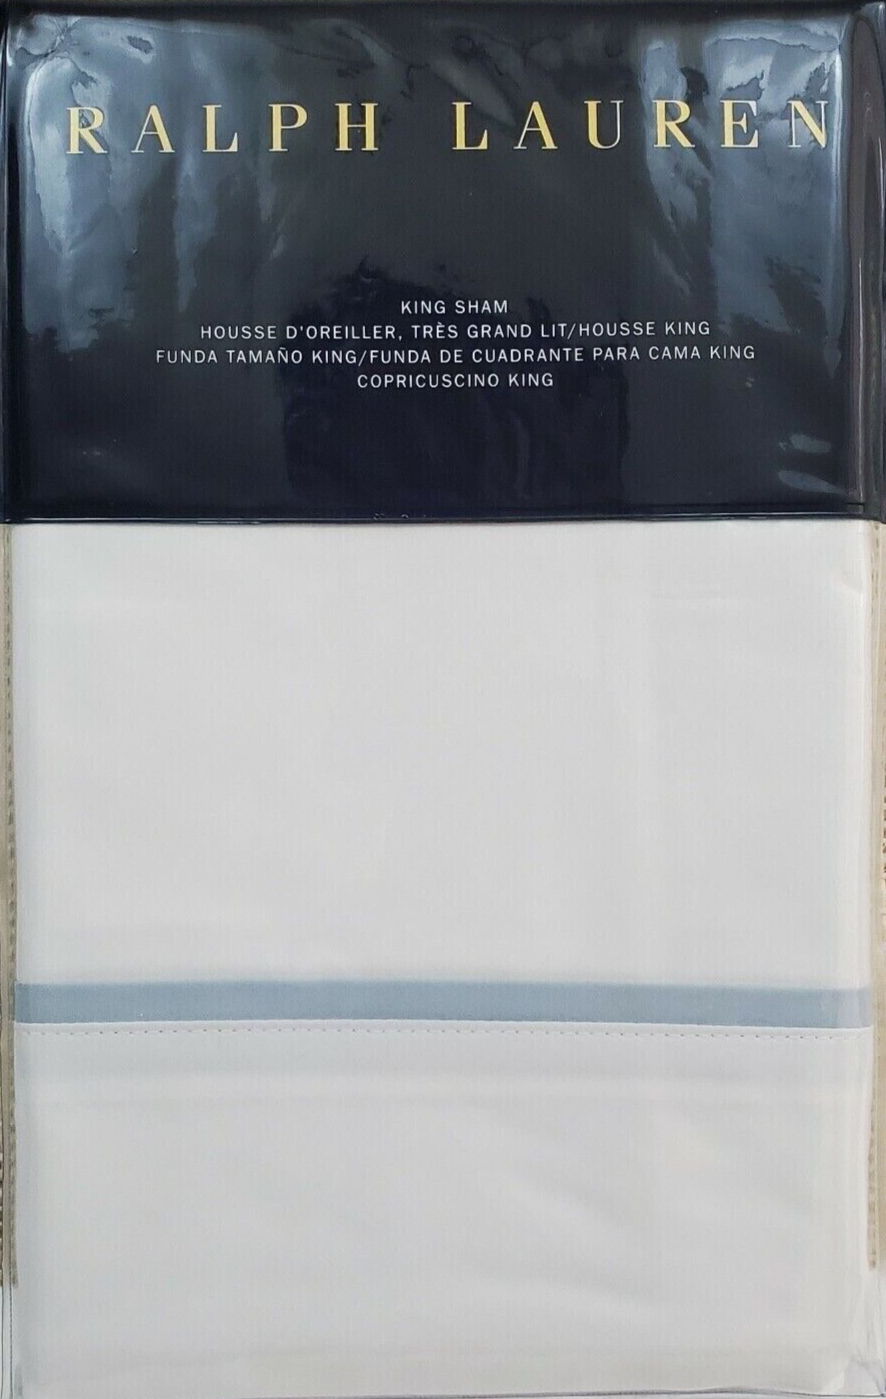 RALPH LAUREN
KING SHAM
HOUSSE D'OREILLER, TRÈS GRAND LIT/HOUSSE KING
FUNDA TAMAÑO KING/FUNDA DE CUADRANTE PARA CAMA KING
COPRICUSCINO KING